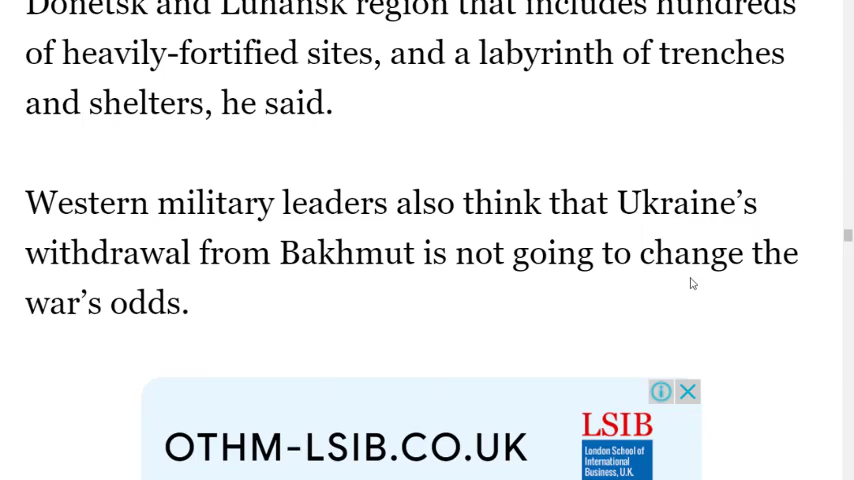 Donetsk and Luhansk region that includes hundreds
of heavily-fortified sites, and a labyrinth of trenches
and shelters, he said.
Western military leaders also think that Ukraine’s
withdrawal from Bakhmut is not going to change the
war’s odds.
OTHM-LSIB.CO.UK
LSIB
London School of
International
Business, U.K.